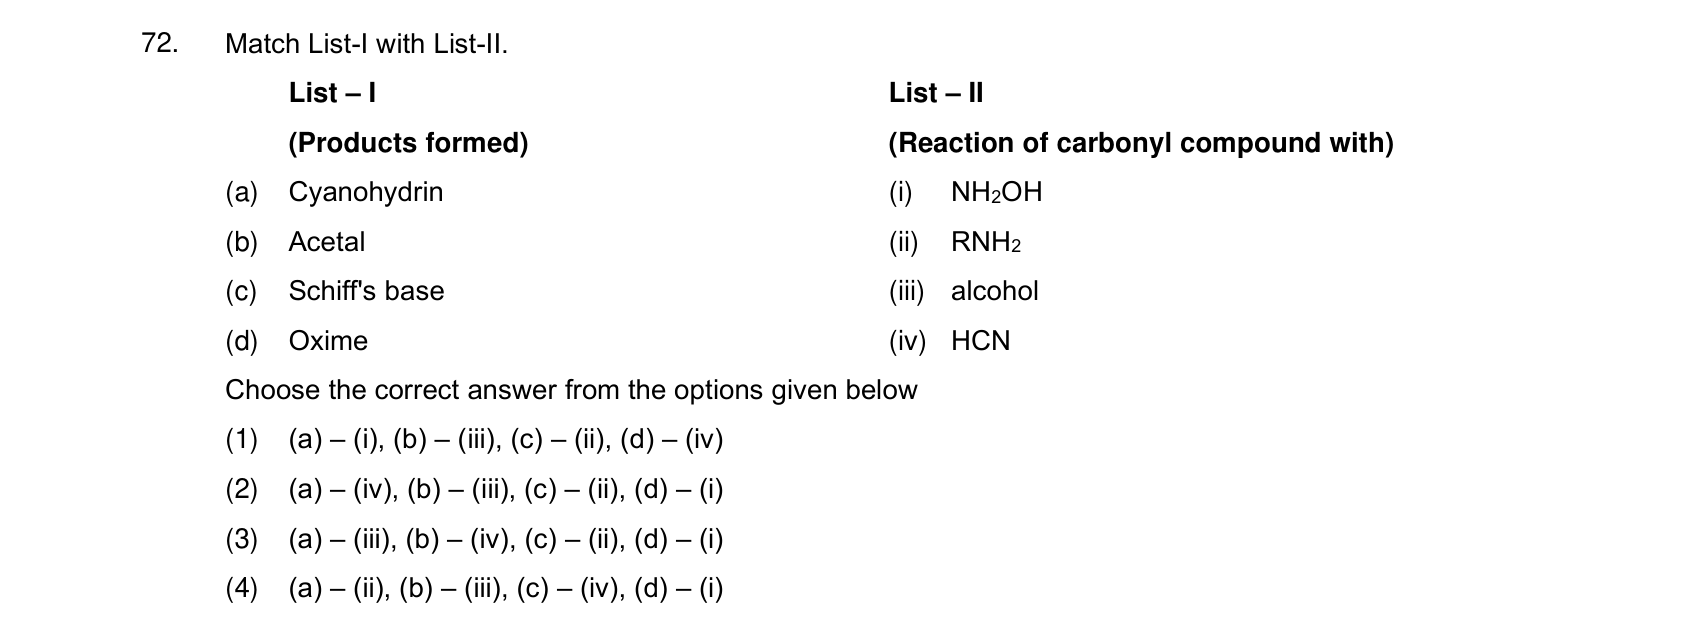 72. Match List-I with List-II.
List – I List – II
(Products formed) (Reaction of carbonyl compound with)
(a) Cyanohydrin (i) NH₂OH
(b) Acetal (ii) RNH₂
(c) Schiff's base (iii) alcohol
(d) Oxime (iv) HCN
Choose the correct answer from the options given below
(1) (a) – (i), (b) – (iii), (c) – (ii), (d) – (iv)
(2) (a) – (iv), (b) – (iii), (c) – (ii), (d) – (i)
(3) (a) – (iii), (b) – (iv), (c) – (ii), (d) – (i)
(4) (a) – (ii), (b) – (iii), (c) – (iv), (d) – (i)